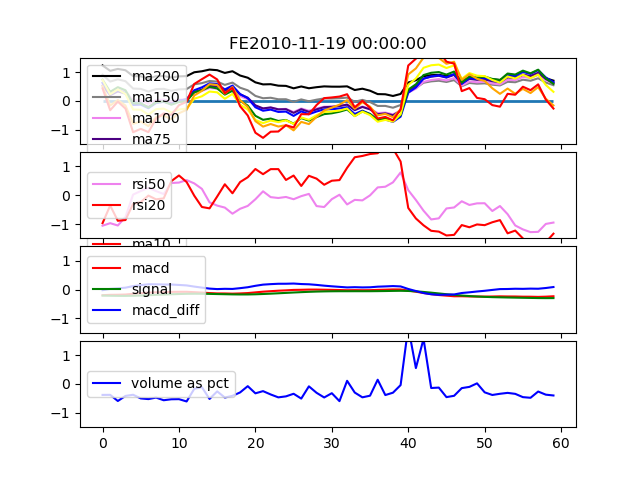 FE2010-11-19 00:00:00
1
0
−1
ma200
ma150
ma100
ma75
1
0
−1
rsi50
rsi20
ma10
1
0
−1
macd
signal
macd_diff
1
0
−1
volume as pct
0 10 20 30 40 50 60